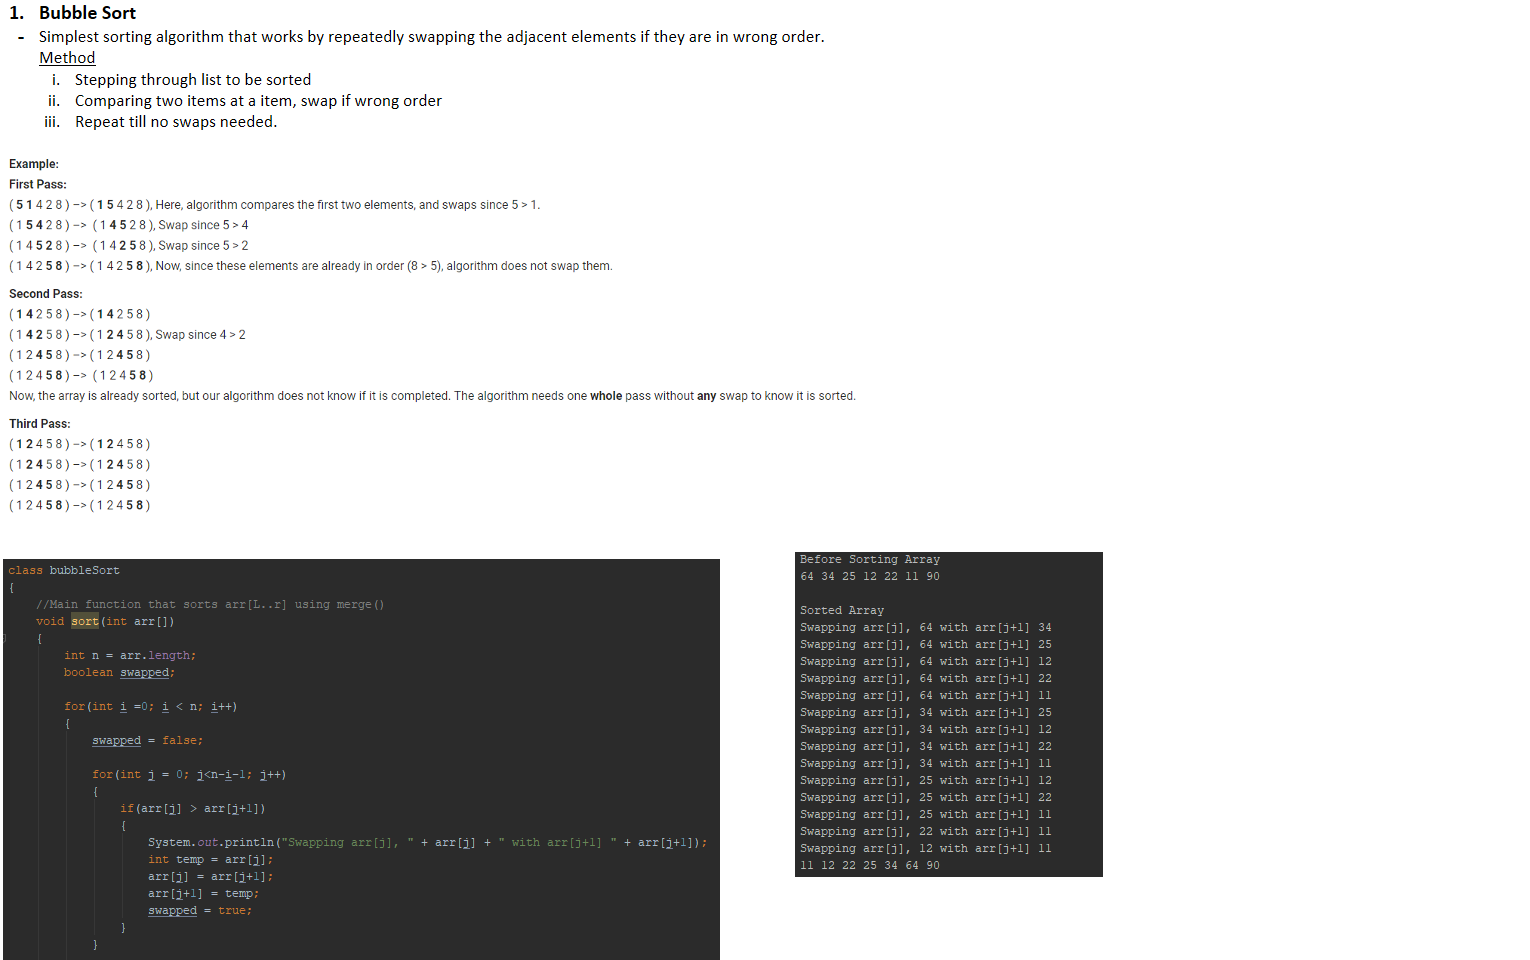 1. Bubble Sort
- Simplest sorting algorithm that works by repeatedly swapping the adjacent elements if they are in wrong order.
Method
i. Stepping through list to be sorted
ii. Comparing two items at a item, swap if wrong order
iii. Repeat till no swaps needed.
Example:
First Pass:
( 5 1 4 2 8 ) –> ( 1 5 4 2 8 ), Here, algorithm compares the first two elements, and swaps since 5 > 1.
( 1 5 4 2 8 ) –> ( 1 4 5 2 8 ), Swap since 5 > 4
( 1 4 5 2 8 ) –> ( 1 4 2 5 8 ), Swap since 5 > 2
( 1 4 2 5 8 ) –> ( 1 4 2 5 8 ), Now, since these elements are already in order (8 > 5), algorithm does not swap them.
Second Pass:
( 1 4 2 5 8 ) –> ( 1 4 2 5 8 )
( 1 4 2 5 8 ) –> ( 1 2 4 5 8 ), Swap since 4 > 2
( 1 2 4 5 8 ) –> ( 1 2 4 5 8 )
( 1 2 4 5 8 ) –> ( 1 2 4 5 8 )
Now, the array is already sorted, but our algorithm does not know if it is completed. The algorithm needs one whole pass without any swap to know it is sorted.
Third Pass:
( 1 2 4 5 8 ) –> ( 1 2 4 5 8 )
( 1 2 4 5 8 ) –> ( 1 2 4 5 8 )
( 1 2 4 5 8 ) –> ( 1 2 4 5 8 )
( 1 2 4 5 8 ) –> ( 1 2 4 5 8 )
class bubbleSort
{
//Main function that sorts arr[L..r] using merge()
void sort(int arr[])
{
int n = arr.length;
boolean swapped;
for(int i =0; i < n; i++)
{
swapped = false;
for(int j = 0; j<n-i-1; j++)
{
if(arr[j] > arr[j+1])
{
System.out.println("Swapping arr[j], " + arr[j] + " with arr[j+1] " + arr[j+1]);
int temp = arr[j];
arr[j] = arr[j+1];
arr[j+1] = temp;
swapped = true;
}
}
Before Sorting Array
64 34 25 12 22 11 90
Sorted Array
Swapping arr[j], 64 with arr[j+1] 34
Swapping arr[j], 64 with arr[j+1] 25
Swapping arr[j], 64 with arr[j+1] 12
Swapping arr[j], 64 with arr[j+1] 22
Swapping arr[j], 64 with arr[j+1] 11
Swapping arr[j], 34 with arr[j+1] 25
Swapping arr[j], 34 with arr[j+1] 12
Swapping arr[j], 34 with arr[j+1] 22
Swapping arr[j], 34 with arr[j+1] 11
Swapping arr[j], 25 with arr[j+1] 12
Swapping arr[j], 25 with arr[j+1] 22
Swapping arr[j], 25 with arr[j+1] 11
Swapping arr[j], 22 with arr[j+1] 11
Swapping arr[j], 12 with arr[j+1] 11
11 12 22 25 34 64 90